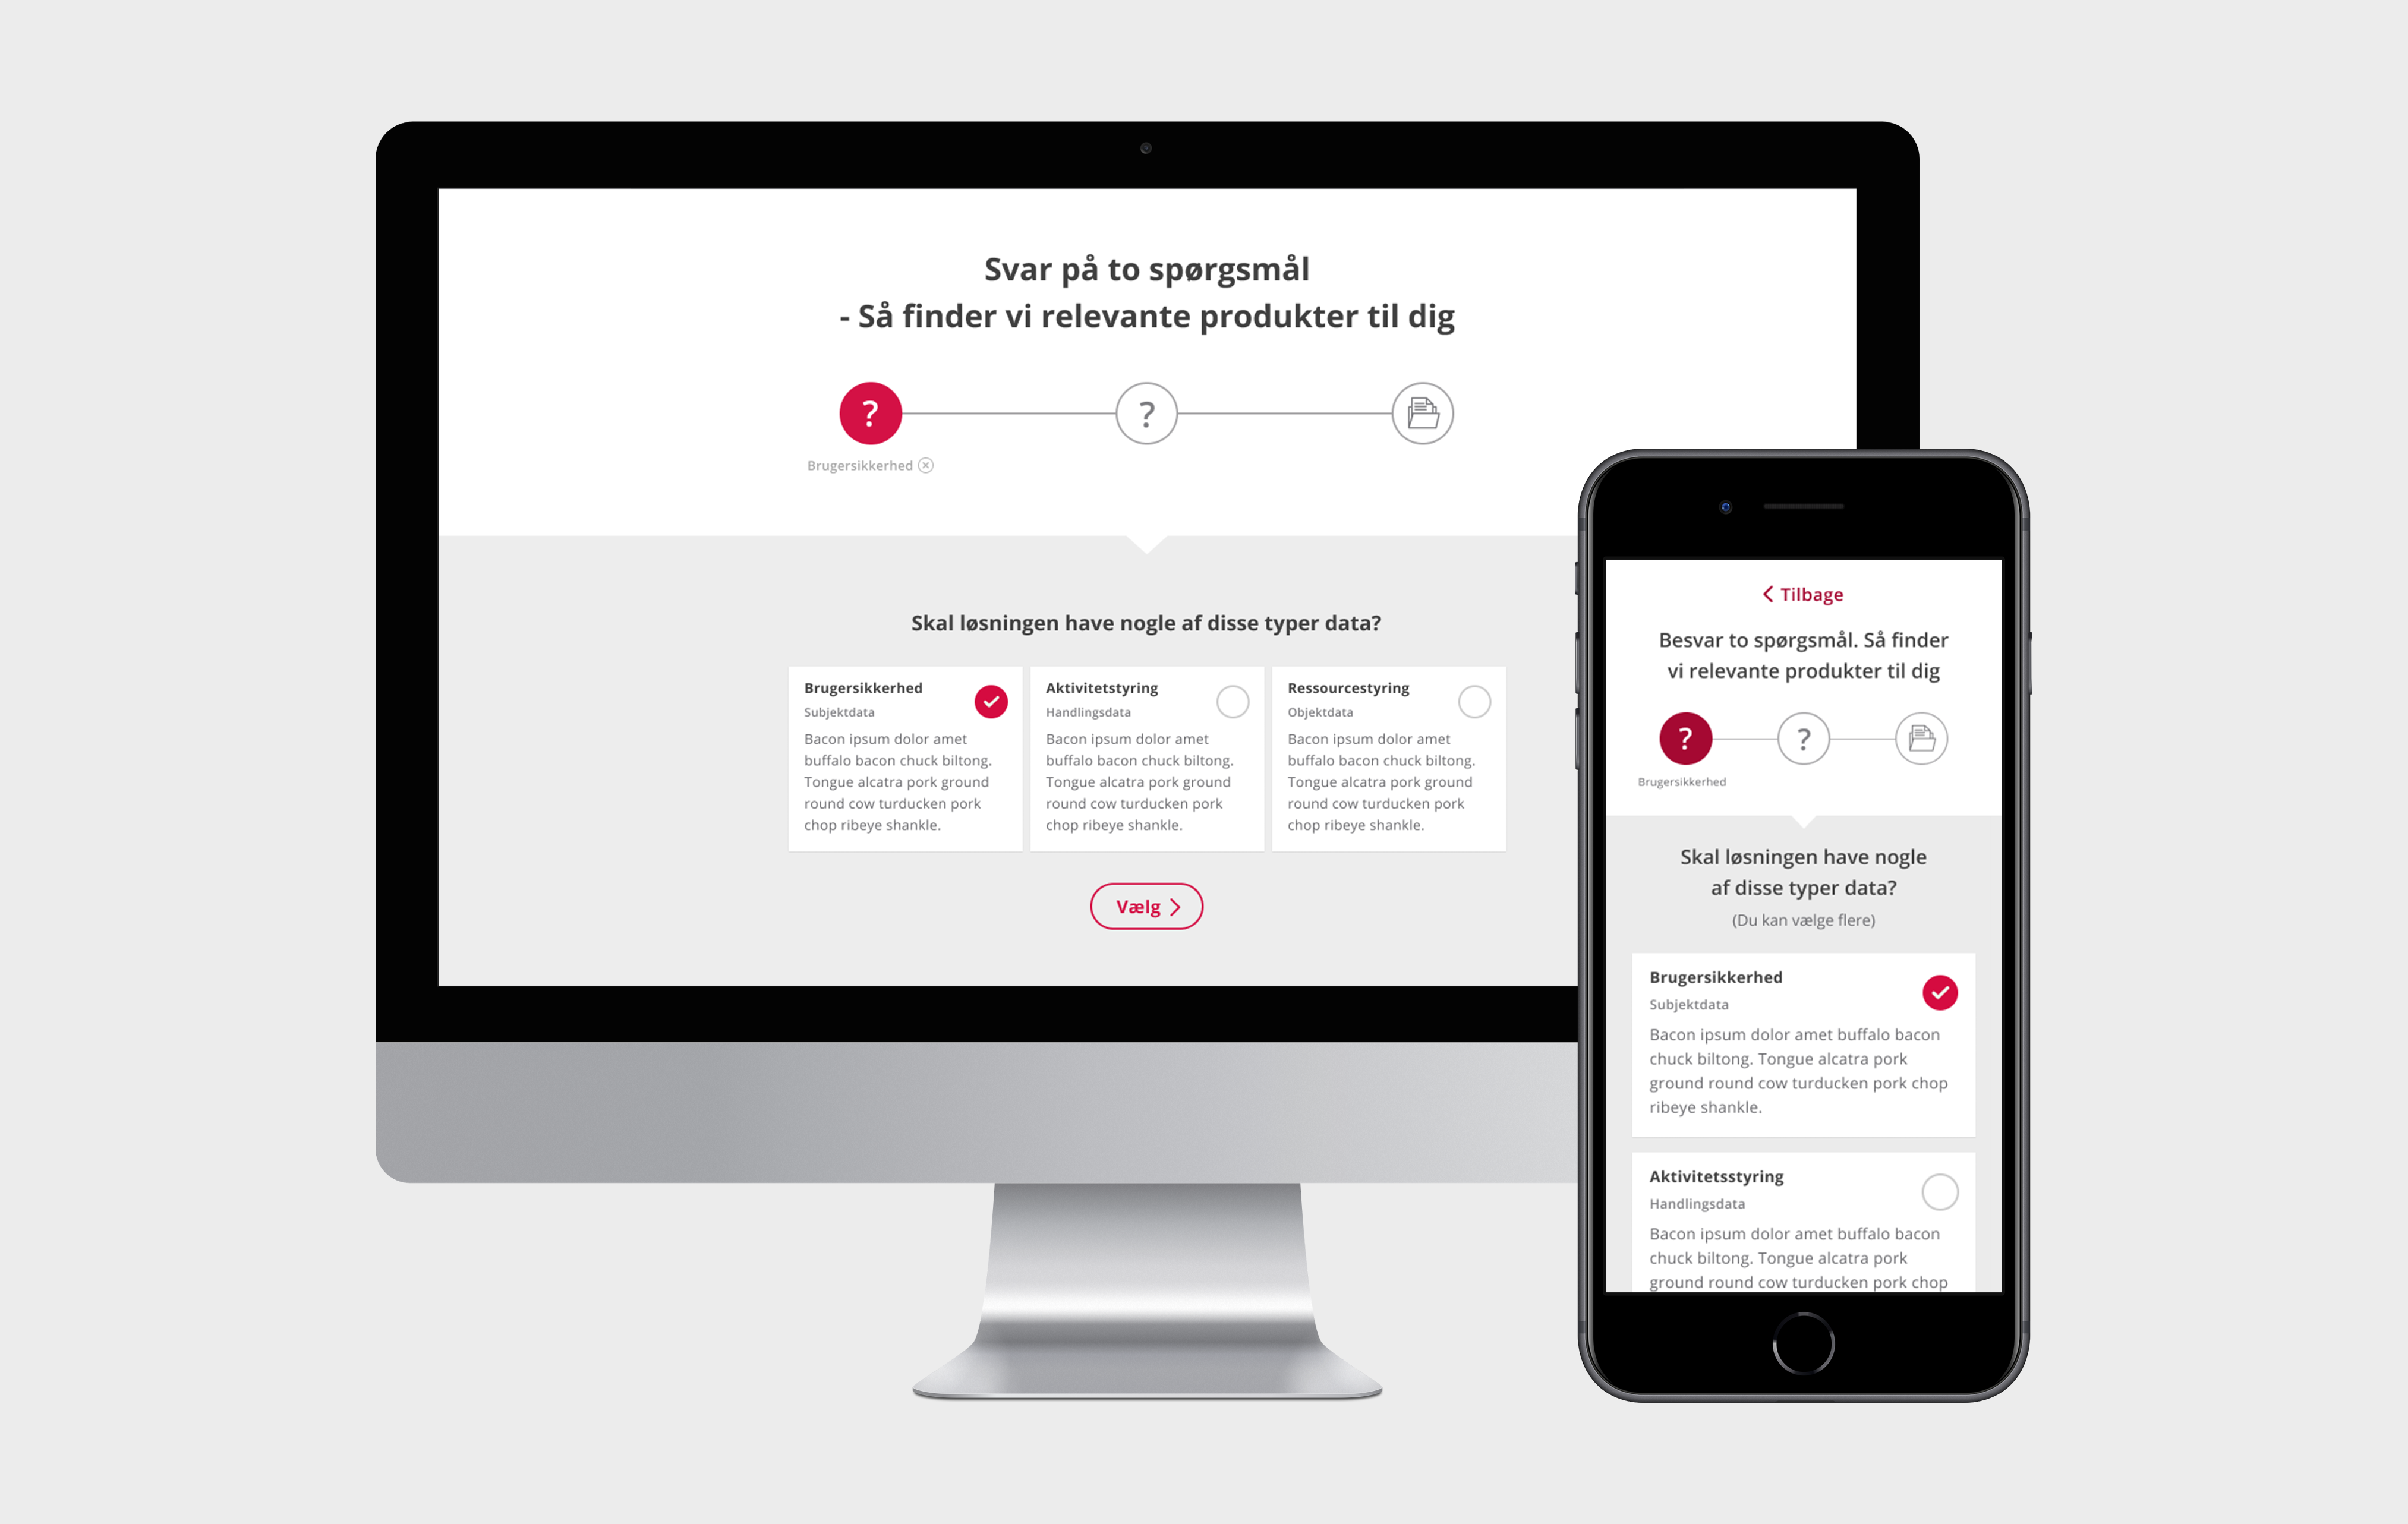 Svar på to spørgsmål
- Så finder vi relevante produkter til dig
?
?
Brugersikkerhed
Skal løsningen have nogle af disse typer data?
Brugersikkerhed
Subjektdata
Bacon ipsum dolor amet
buffalo bacon chuck biltong.
Tongue alcatra pork ground
round cow turducken pork
chop ribeye shankle.
Aktivitetstyring
Handlingsdata
Bacon ipsum dolor amet
buffalo bacon chuck biltong.
Tongue alcatra pork ground
round cow turducken pork
chop ribeye shankle.
Ressourcestyring
Objektdata
Bacon ipsum dolor amet
buffalo bacon chuck biltong.
Tongue alcatra pork ground
round cow turducken pork
chop ribeye shankle.
Vælg
Tilbage
Besvar to spørgsmål. Så finder
vi relevante produkter til dig
?
?
Brugersikkerhed
Skal løsningen have nogle
af disse typer data?
(Du kan vælge flere)
Brugersikkerhed
Subjektdata
Bacon ipsum dolor amet buffalo bacon
chuck biltong. Tongue alcatra pork
ground round cow turducken pork chop
ribeye shankle.
Aktivitetsstyring
Handlingsdata
Bacon ipsum dolor amet buffalo bacon
chuck biltong. Tongue alcatra pork
ground round cow turducken pork chop